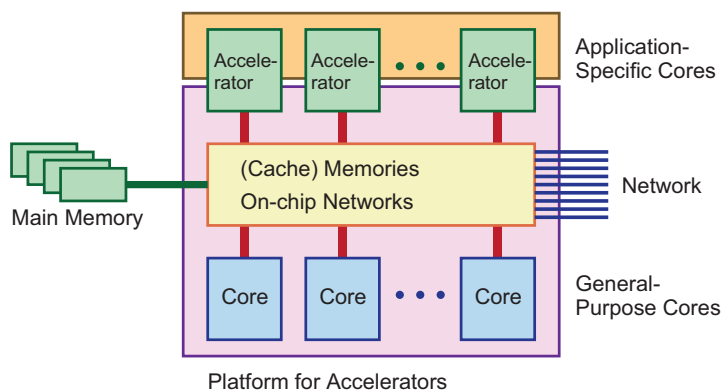 Accele-
rator
Accele-
rator
Accele-
rator
Application-
Specific Cores
(Cache) Memories
On-chip Networks
Main Memory
Network
Core
Core
Core
General-
Purpose Cores
Platform for Accelerators